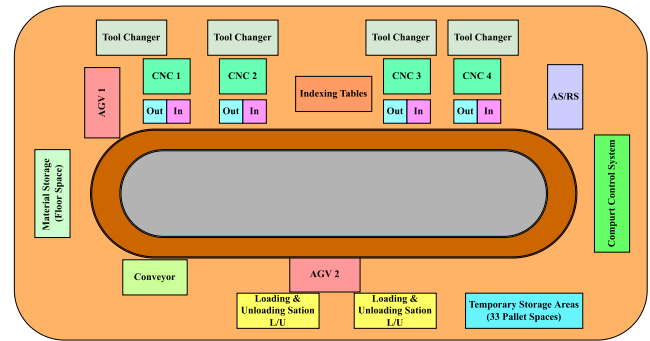 Tool Changer
Tool Changer
Tool Changer
Tool Changer
CNC 1
CNC 2
CNC 3
CNC 4
AGV 1
Indexing Tables
AS/RS
Out
In
Out
In
Out
In
Out
In
Material Storage
(Floor Space)
Compurt Control System
Conveyor
AGV 2
Loading &
Unloading Sation
L/U
Loading &
Unloading Sation
L/U
Temporary Storage Areas
(33 Pallet Spaces)